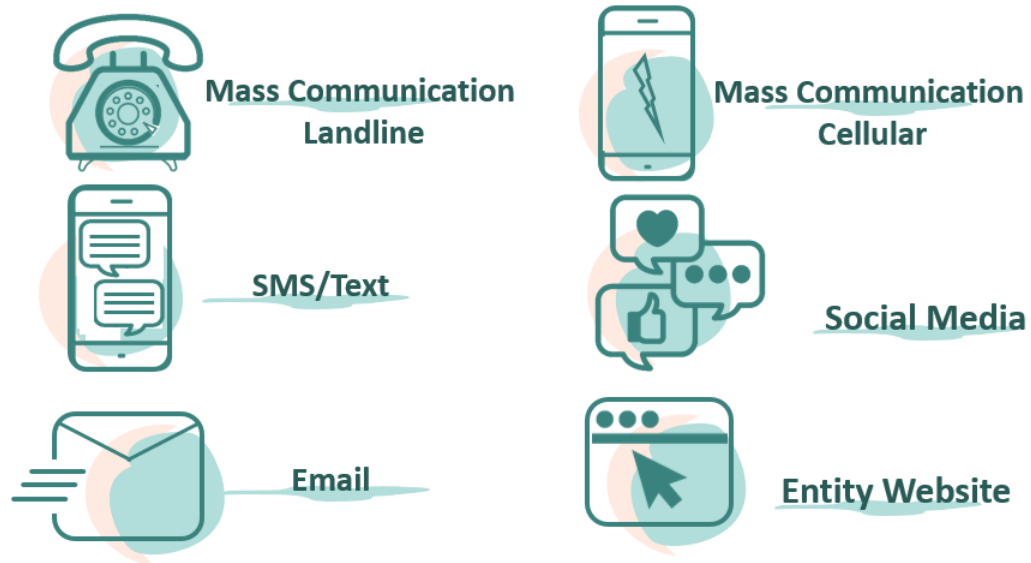 Mass Communication
Landline
Mass Communication
Cellular
SMS/Text
Social Media
Email
Entity Website